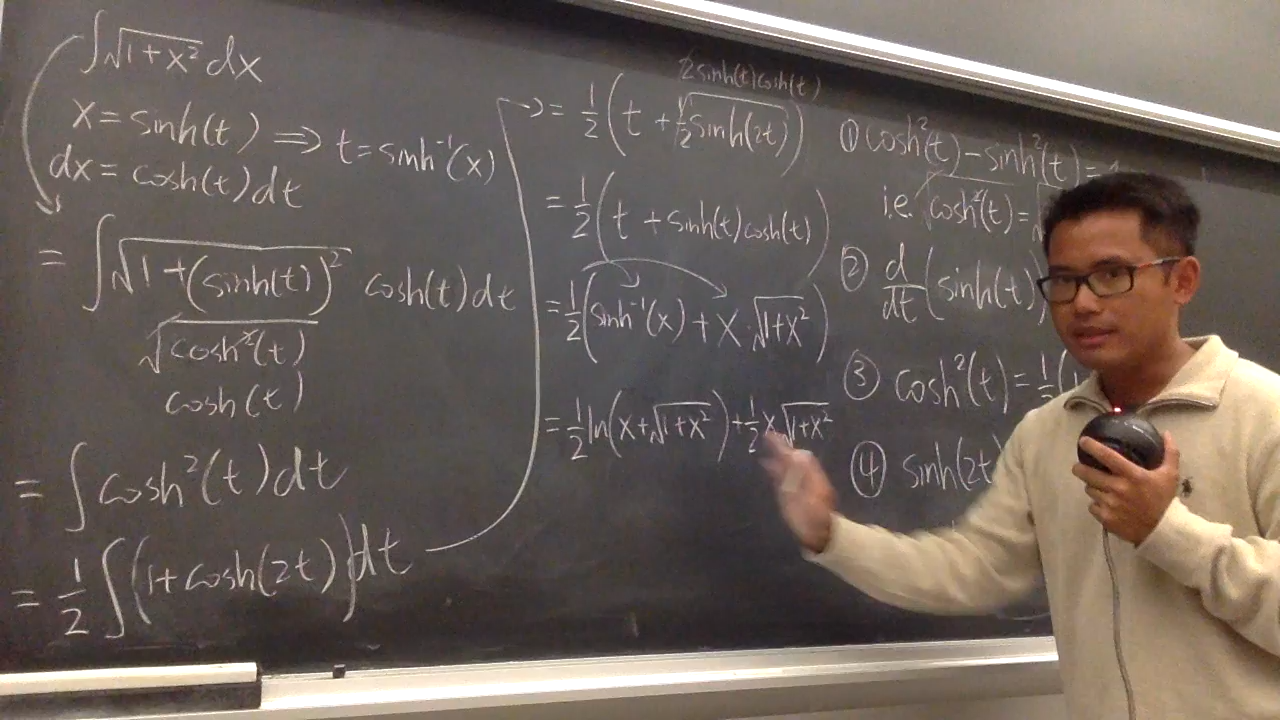 ∫√(1+x²) dx
x = sinh(t) ⇒ t = sinh⁻¹(x)
dx = cosh(t) dt
= ∫√(1+(sinh(t))²) cosh(t) dt
√(cosh²(t))
cosh(t)
= ∫ cosh²(t) dt
= 1/2 ∫(1+cosh(2t)) dt
2 sinh(t) cosh(t)
= 1/2 (t + 1/2 sinh(2t))
= 1/2 (t + sinh(t) cosh(t))
= 1/2 (sinh⁻¹(x) + x · √(1+x²))
= 1/2 ln(x+√(1+x²)) + 1/2 x √(1+x²)
① cosh²(t) − sinh²(t) =
i.e. √(cosh²(t)) = √
② d/dt (sinh(t)
③ cosh²(t) = 1/2 (1
④ sinh(2t